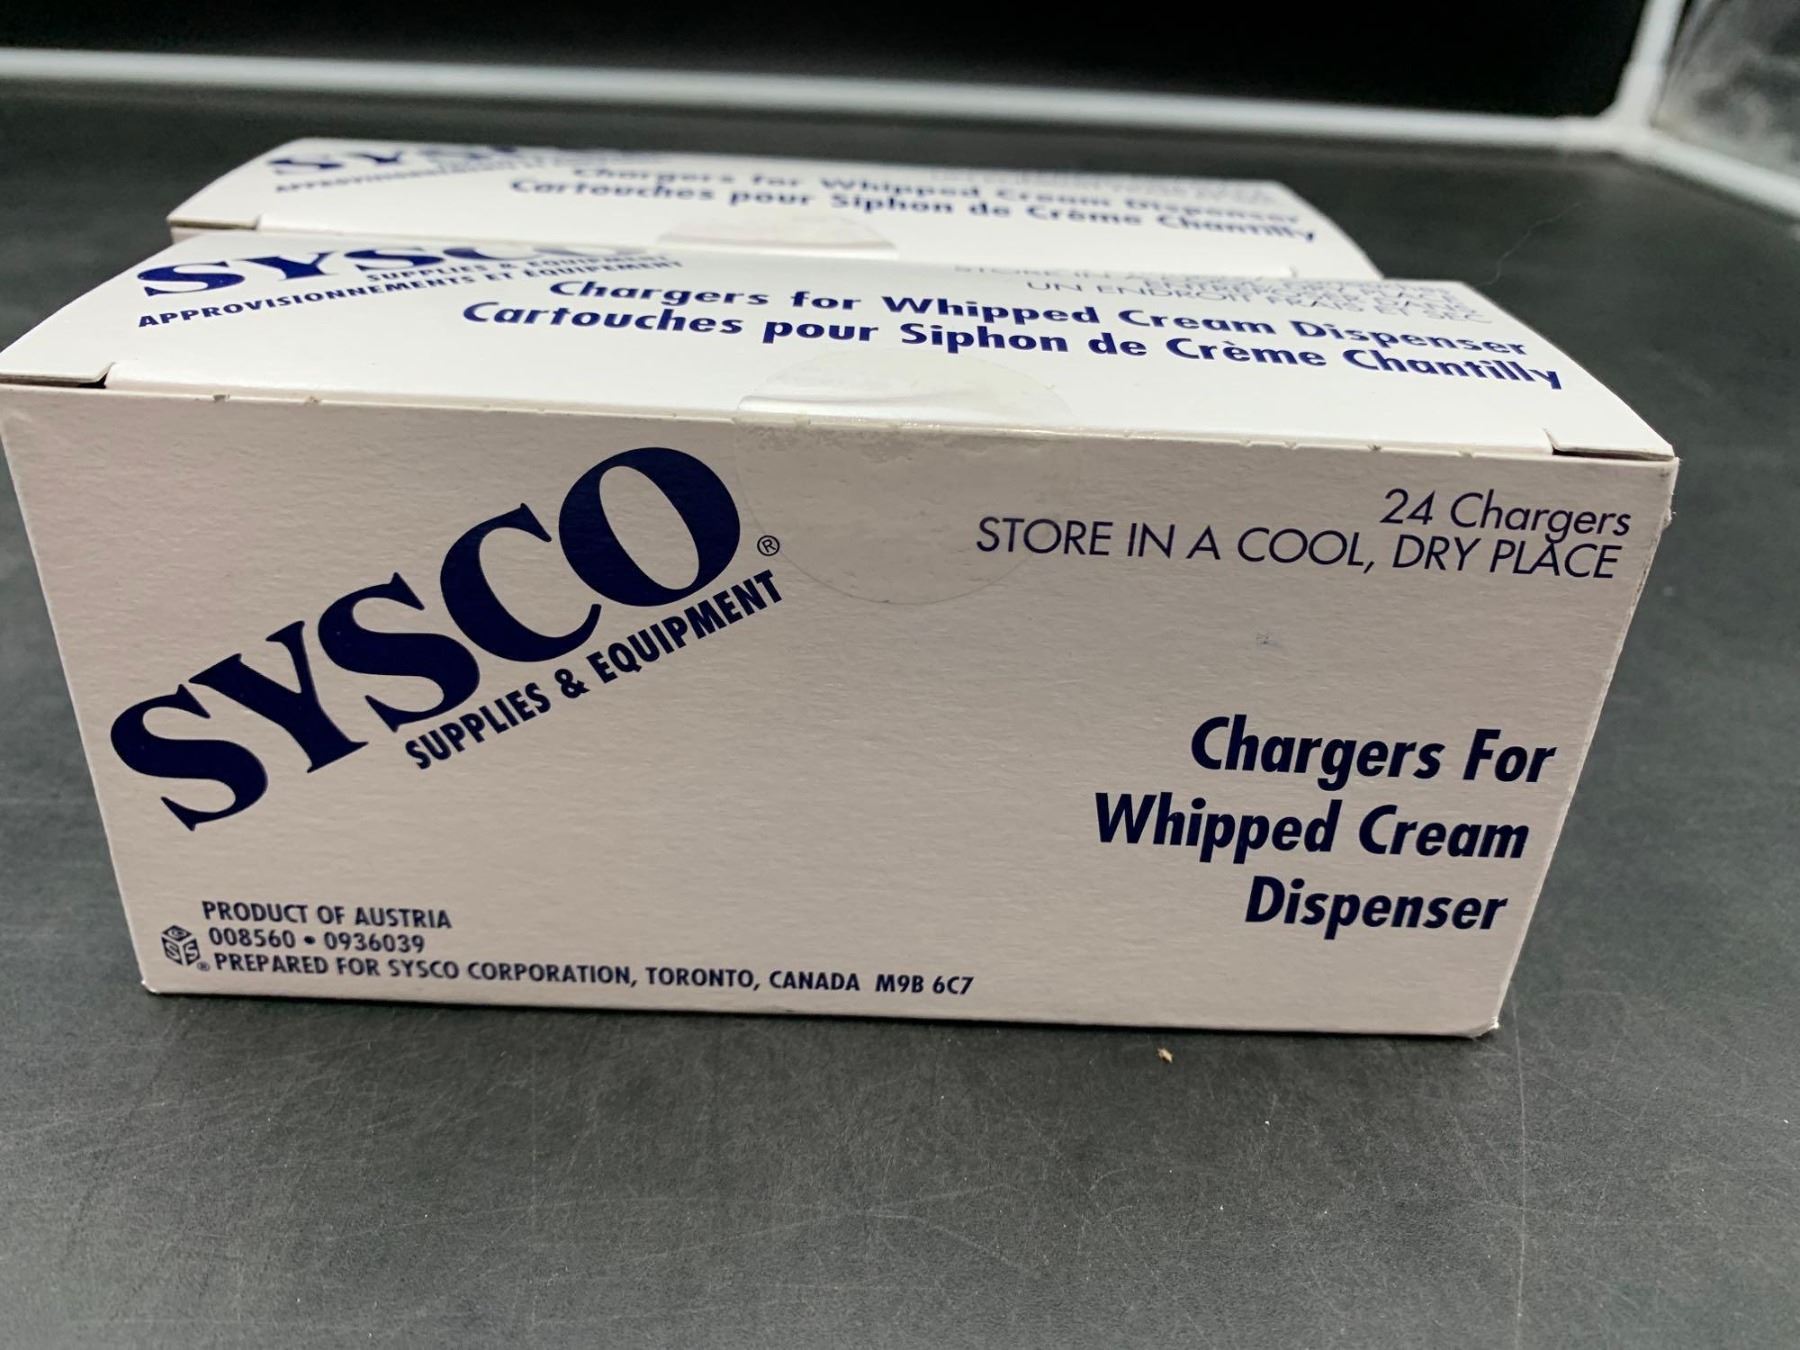 Chargers for Whipped Cream Dispenser
Cartouches pour Siphon de Crème Chantilly
SYSCO
SUPPLIES & EQUIPMENT
APPROVISIONNEMENTS ET EQUIPEMENT
UN ENDROIT FRAIS ET SEC
Chargers for Whipped Cream Dispenser
Cartouches pour Siphon de Crème Chantilly
SYSCO®
SUPPLIES & EQUIPMENT
24 Chargers
STORE IN A COOL, DRY PLACE
Chargers For
Whipped Cream
Dispenser
PRODUCT OF AUSTRIA
008560 • 0936039
PREPARED FOR SYSCO CORPORATION, TORONTO, CANADA M9B 6C7